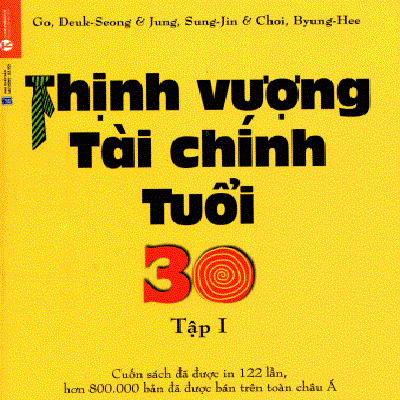 Go, Deuk-Seong & Jung, Sung-Jin & Choi, Byung-Hee
Thịnh vượng
Tài chính
Tuổi
30
Tập I
Cuốn sách đã được in 122 lần,
hơn 800.000 bản đã được bán trên toàn châu Á